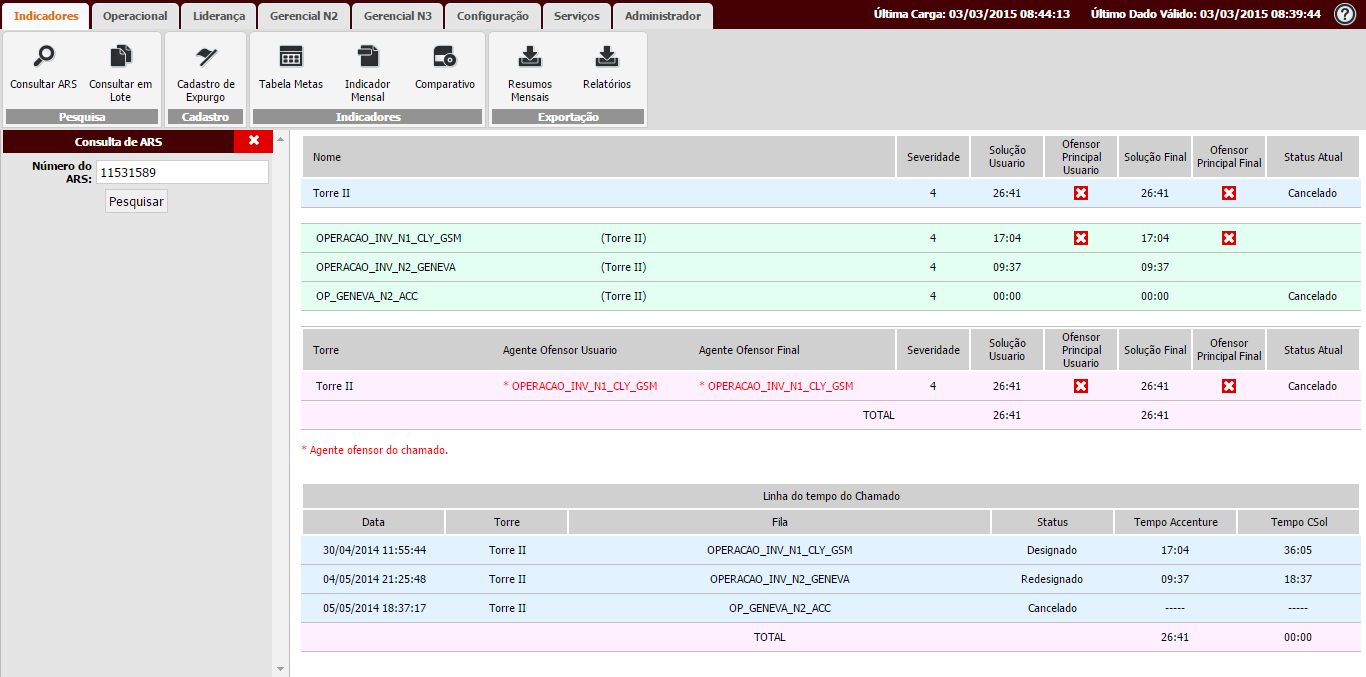 Indicadores Operacional Liderança Gerencial N2 Gerencial N3 Configuração Serviços Administrador Última Carga: 03/03/2015 08:44:13 Último Dado Válido: 03/03/2015 08:39:44 ?
Consultar ARS Consultar em Cadastro de Tabela Metas Indicador Comparativo Resumos Relatórios
Lote Expurgo Mensal Mensais
Pesquisa Cadastro Indicadores Exportação
Consulta de ARS
Número do
ARS: 11531589
Pesquisar
Nome Severidade Solução Usuario Ofensor Principal Usuario Solução Final Ofensor Principal Final Status Atual
Torre II 4 26:41 26:41 Cancelado
OPERACAO_INV_N1_CLY_GSM (Torre II) 4 17:04 17:04
OPERACAO_INV_N2_GENEVA (Torre II) 4 09:37 09:37
OP_GENEVA_N2_ACC (Torre II) 4 00:00 00:00 Cancelado
Torre Agente Ofensor Usuario Agente Ofensor Final Severidade Solução Usuario Ofensor Principal Usuario Solução Final Ofensor Principal Final Status Atual
Torre II * OPERACAO_INV_N1_CLY_GSM * OPERACAO_INV_N1_CLY_GSM 4 26:41 26:41 Cancelado
TOTAL 26:41 26:41
* Agente ofensor do chamado.
Linha do tempo do Chamado
Data Torre Fila Status Tempo Accenture Tempo CSol
30/04/2014 11:55:44 Torre II OPERACAO_INV_N1_CLY_GSM Designado 17:04 36:05
04/05/2014 21:25:48 Torre II OPERACAO_INV_N2_GENEVA Redesignado 09:37 18:37
05/05/2014 18:37:17 Torre II OP_GENEVA_N2_ACC Cancelado ----- -----
TOTAL 26:41 00:00